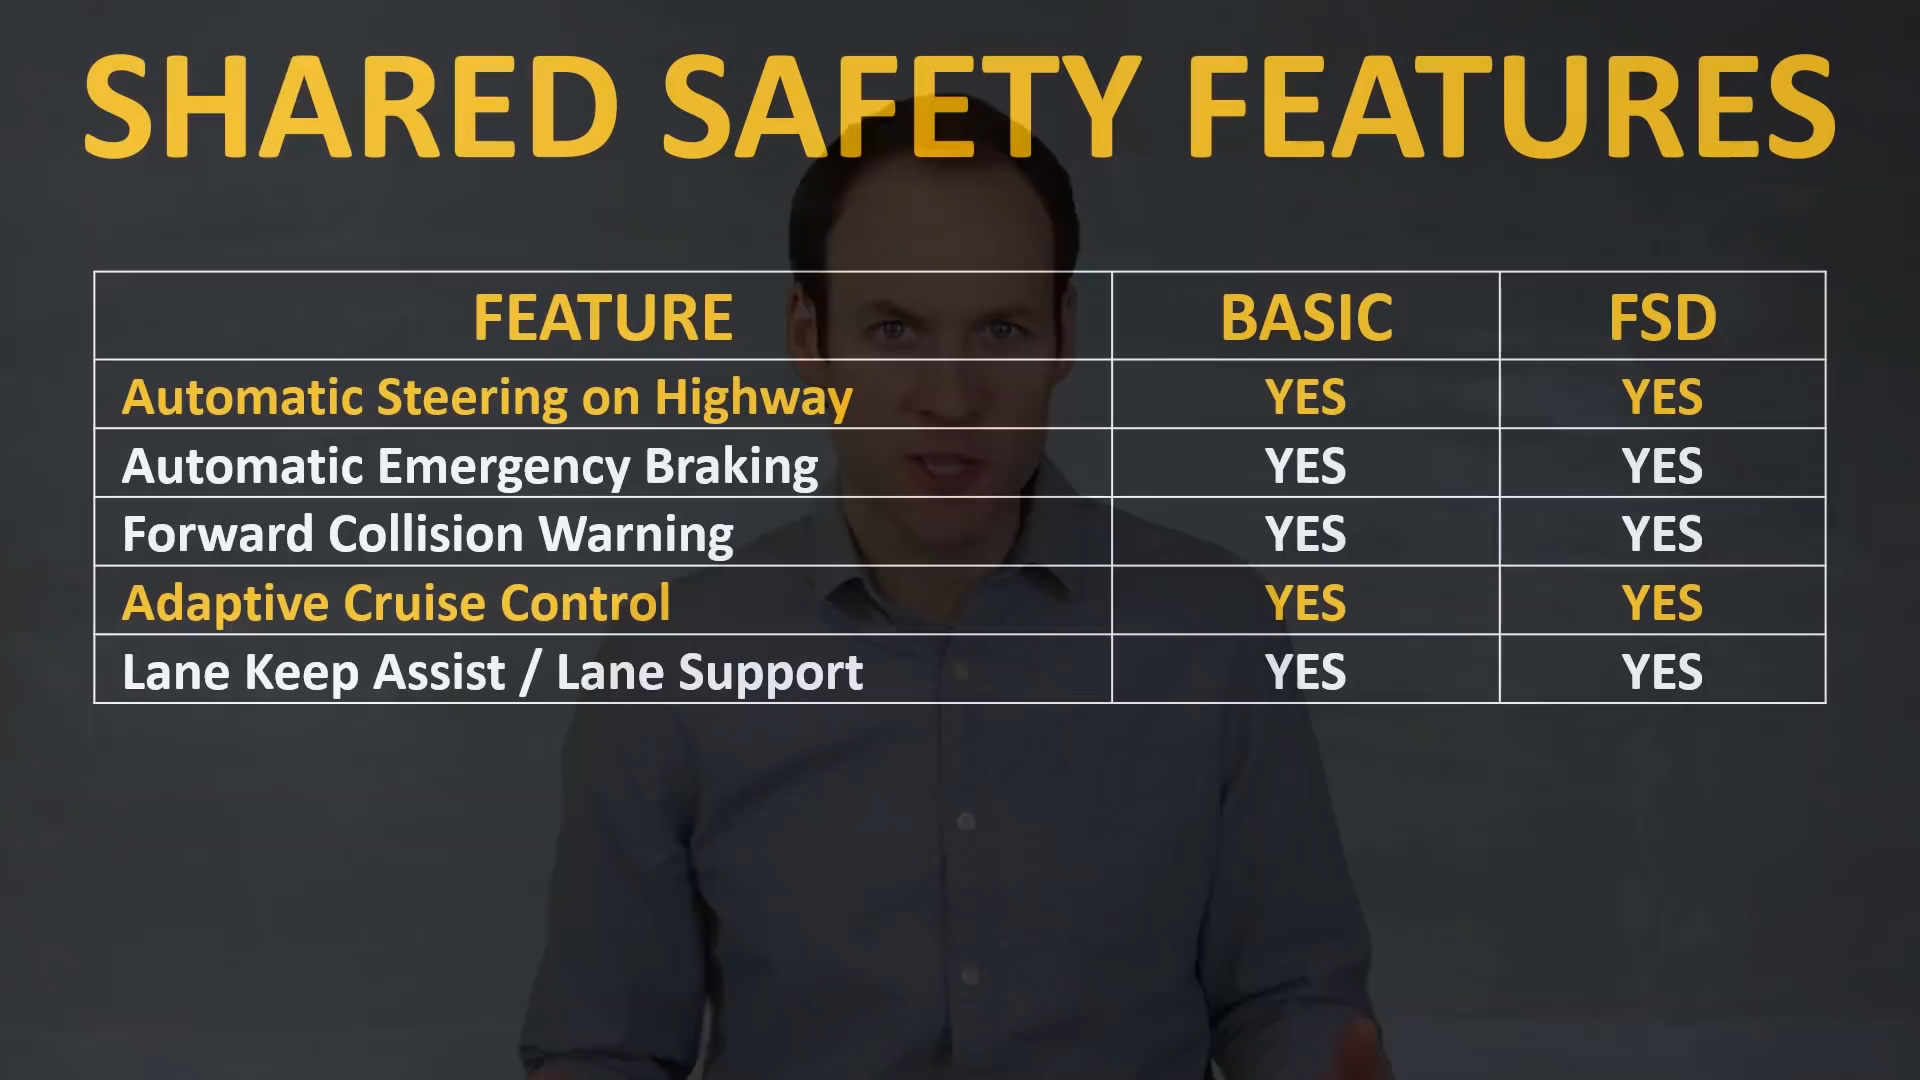 SHARED SAFETY FEATURES
FEATURE BASIC FSD
Automatic Steering on Highway YES YES
Automatic Emergency Braking YES YES
Forward Collision Warning YES YES
Adaptive Cruise Control YES YES
Lane Keep Assist / Lane Support YES YES